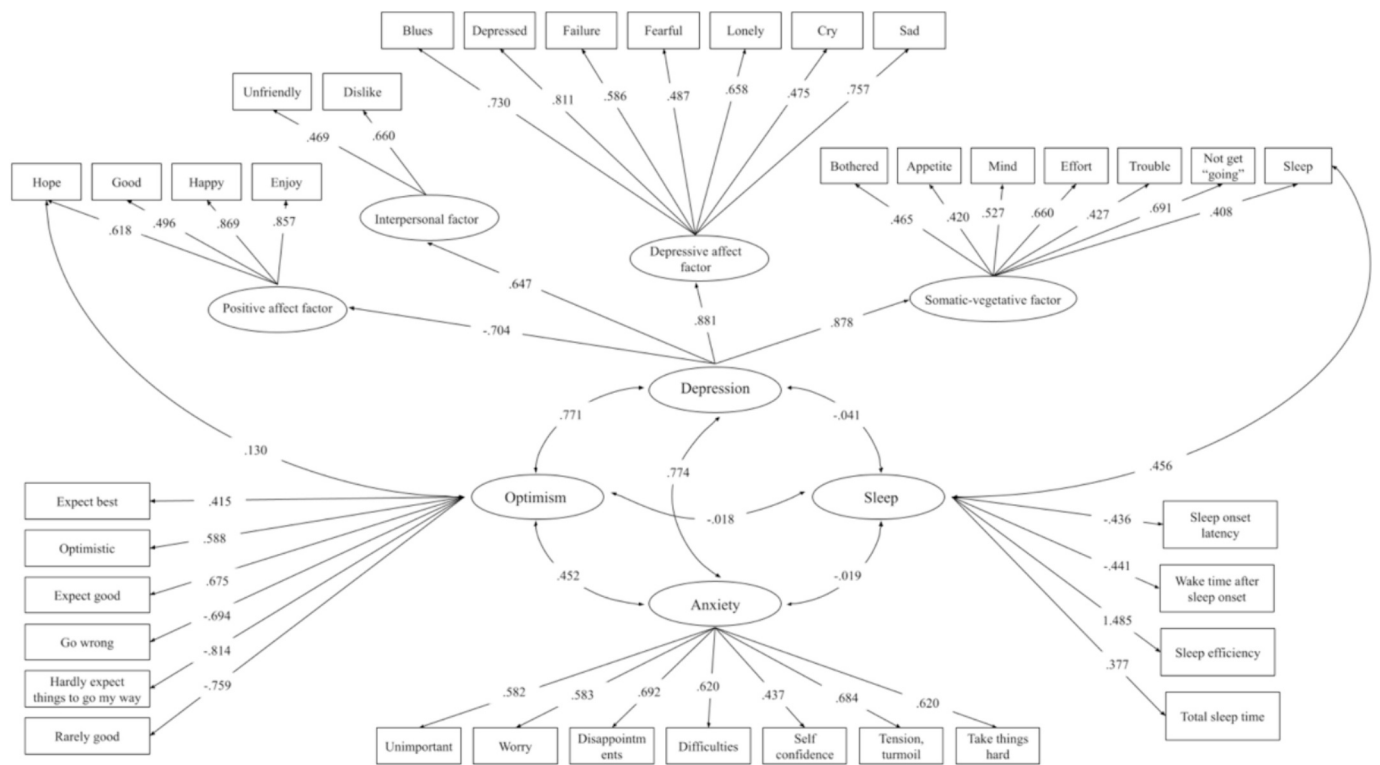 Blues
Depressed
Failure
Fearful
Lonely
Cry
Sad
.730
.811
.586
.487
.658
.475
.757
Unfriendly
Dislike
.469
.660
Hope
Good
Happy
Enjoy
.618
.496
.869
.857
Bothered
Appetite
Mind
Effort
Trouble
Not get
“going”
Sleep
.465
.420
.527
.660
.427
.691
.408
Interpersonal factor
Depressive affect
factor
Positive affect factor
Somatic-vegetative factor
.647
-.704
.881
.878
Depression
.771
-.041
.774
.130
.456
Optimism
Sleep
-.018
.452
-.019
Anxiety
Expect best
.415
Optimistic
.588
Expect good
.675
Go wrong
-.694
Hardly expect
things to go my way
-.814
Rarely good
-.759
-.436
Sleep onset
latency
-.441
Wake time after
sleep onset
1.485
Sleep efficiency
.377
Total sleep time
.582
.583
.692
.620
.437
.684
.620
Unimportant
Worry
Disappointm
ents
Difficulties
Self
confidence
Tension,
turmoil
Take things
hard